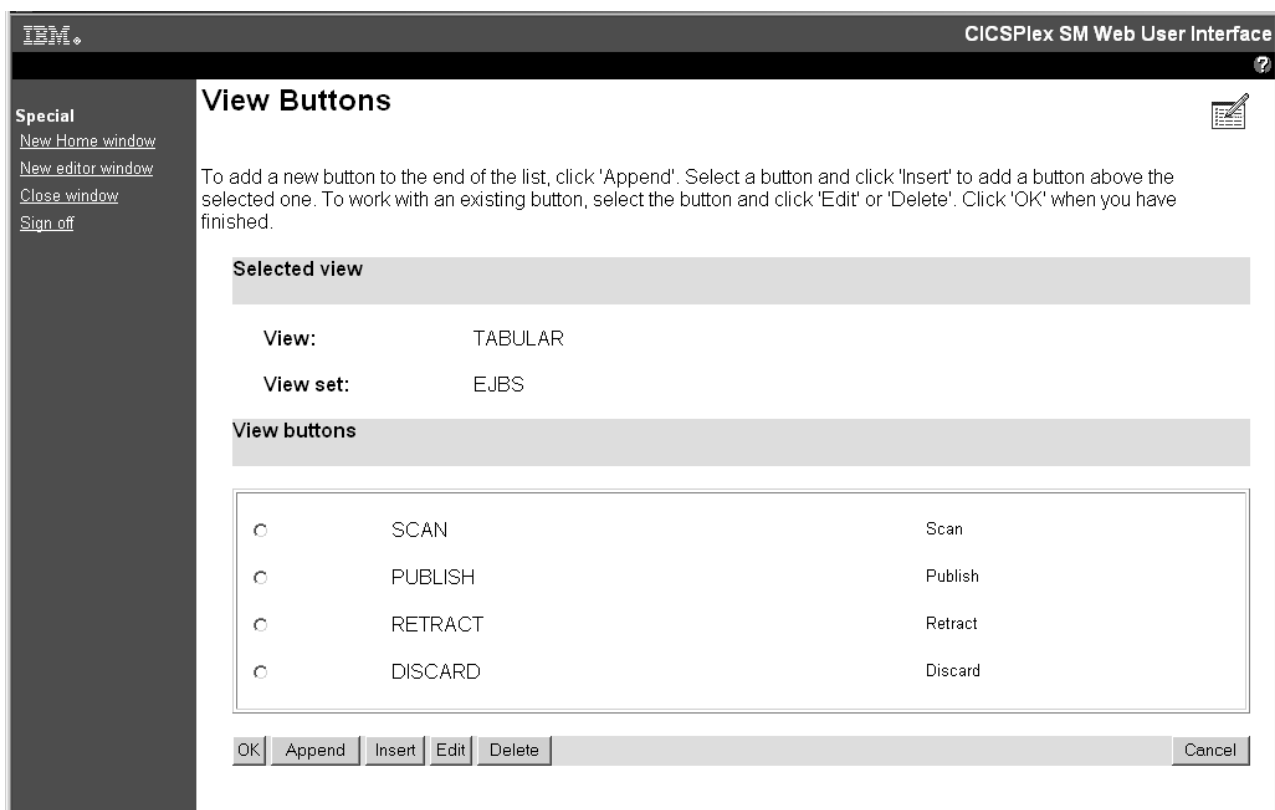 IBM.
CICSPlex SM Web User Interface
?
Special
New Home window
New editor window
Close window
Sign off
View Buttons
To add a new button to the end of the list, click 'Append'. Select a button and click 'Insert' to add a button above the
selected one. To work with an existing button, select the button and click 'Edit' or 'Delete'. Click 'OK' when you have
finished.
Selected view
View: TABULAR
View set: EJBS
View buttons
SCAN Scan
PUBLISH Publish
RETRACT Retract
DISCARD Discard
OK Append Insert Edit Delete Cancel